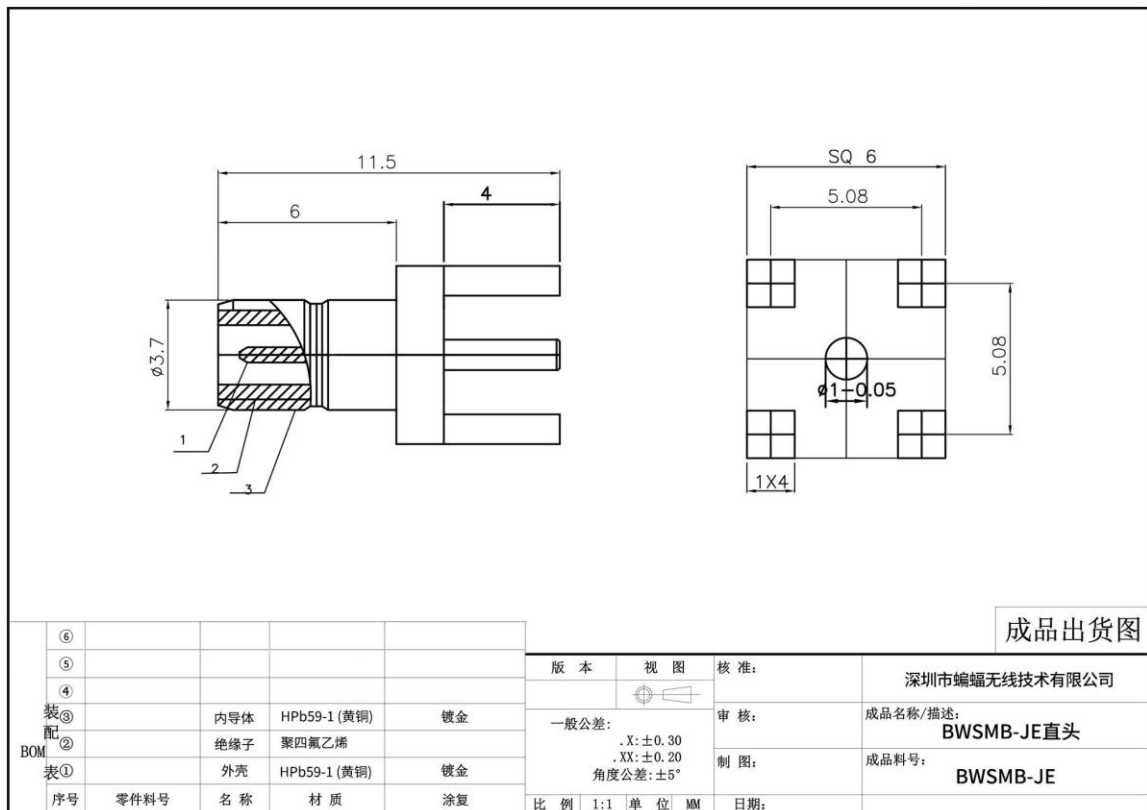 11.5
6
4
ø3.7
1
2
3
SQ 6
5.08
5.08
ø1-0.05
1X4
成品出货图
⑥
⑤
④
③ 内导体 HPb59-1 (黄铜) 镀金
② 绝缘子 聚四氟乙烯
① 外壳 HPb59-1 (黄铜) 镀金
序号 零件料号 名 称 材 质 涂复
BOM
装配表
版 本 视 图
一般公差:
.X:±0.30
.XX:±0.20
角度公差:±5°
比 例 1:1 单 位 MM
核 准:
审 核:
制 图:
日期:
深圳市蝙蝠无线技术有限公司
成品名称/描述:
BWSMB-JE直头
成品料号:
BWSMB-JE